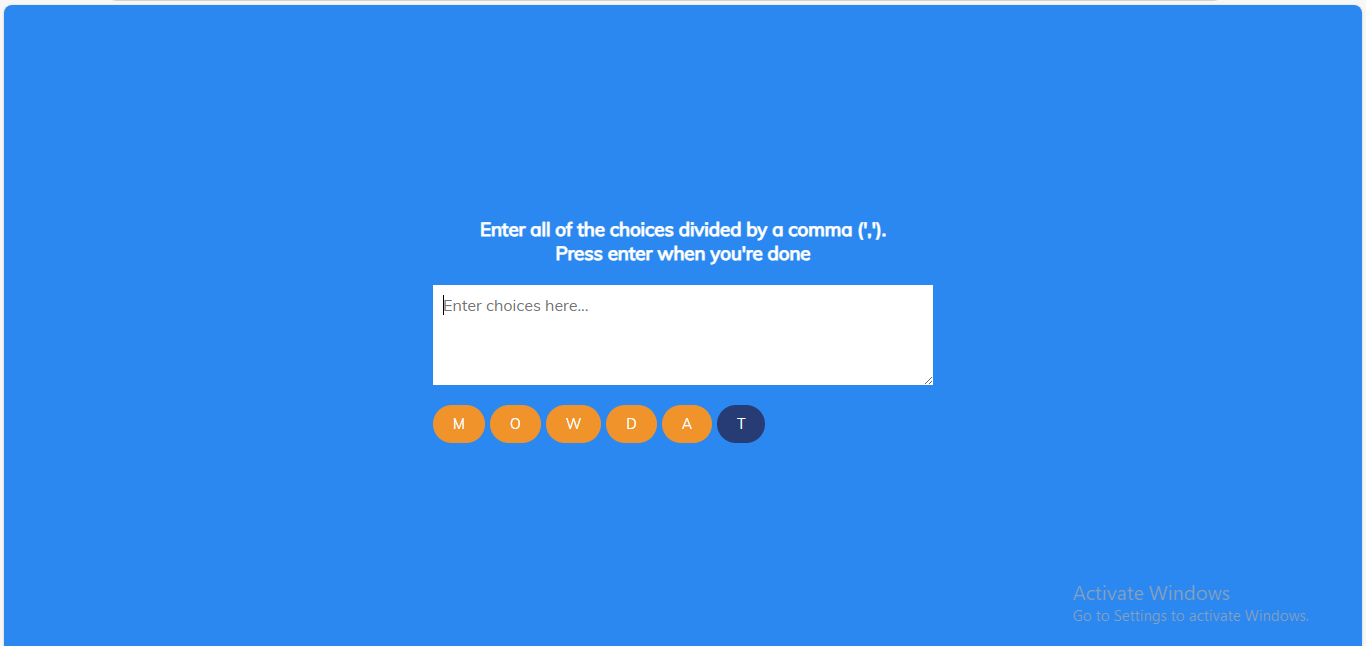 Enter all of the choices divided by a comma (',').
Press enter when you're done
Enter choices here...
M O W D A T
Activate Windows
Go to Settings to activate Windows.